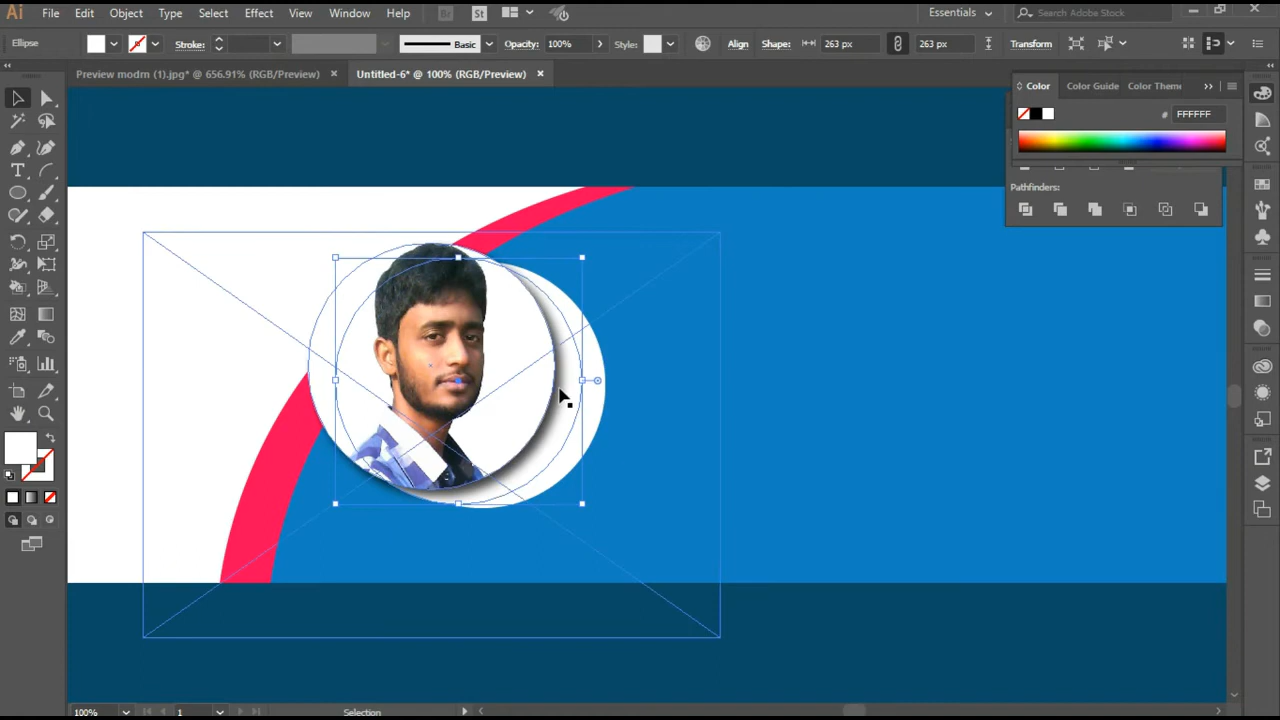 Ai File Edit Object Type Select Effect View Window Help Br St Essentials Search Adobe Stock
Ellipse Stroke: Basic Opacity: 100% Style: Align Shape: 263 px 263 px Transform
Preview modm (1).jpg* @ 656.91% (RGB/Preview) × Untitled-6* @ 100% (RGB/Preview) ×
Color Color Guide Color Theme
# FFFFFF
Pathfinders:
100% 1 Selection